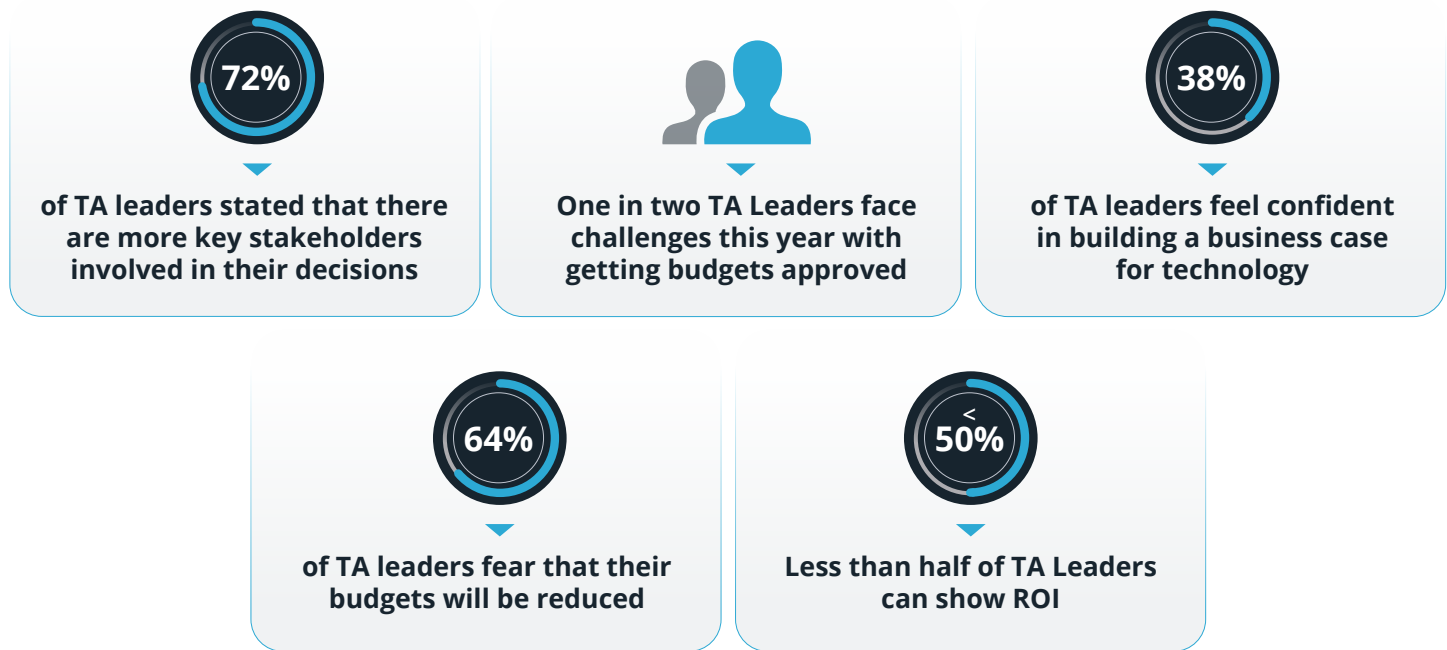 72%
of TA leaders stated that there
are more key stakeholders
involved in their decisions
One in two TA Leaders face
challenges this year with
getting budgets approved
38%
of TA leaders feel confident
in building a business case
for technology
64%
of TA leaders fear that their
budgets will be reduced
<
50%
Less than half of TA Leaders
can show ROI